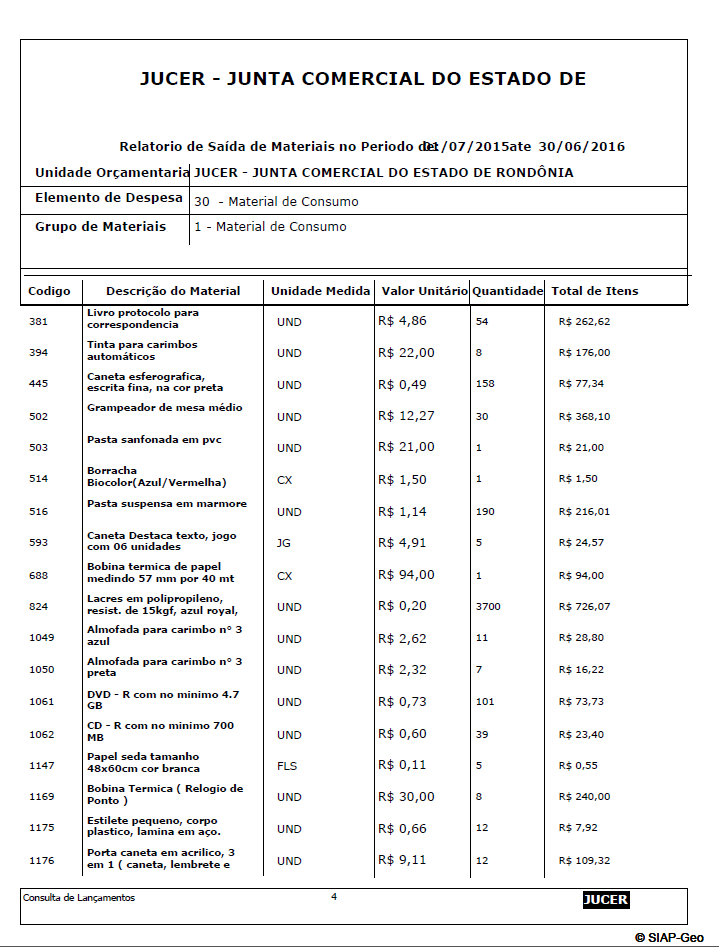 JUCER - JUNTA COMERCIAL DO ESTADO DE
Relatorio de Saída de Materiais no Periodo de: 01/07/2015ate 30/06/2016
Unidade Orçamentaria JUCER - JUNTA COMERCIAL DO ESTADO DE RONDÔNIA
Elemento de Despesa 30 - Material de Consumo
Grupo de Materiais 1 - Material de Consumo
Codigo Descrição do Material Unidade Medida Valor Unitário Quantidade Total de Itens
381 Livro protocolo para correspondencia UND R$ 4,86 54 R$ 262,62
394 Tinta para carimbos automáticos UND R$ 22,00 8 R$ 176,00
445 Caneta esferografica, escrita fina, na cor preta UND R$ 0,49 158 R$ 77,34
502 Grampeador de mesa médio UND R$ 12,27 30 R$ 368,10
503 Pasta sanfonada em pvc UND R$ 21,00 1 R$ 21,00
514 Borracha Biocolor(Azul/Vermelha) CX R$ 1,50 1 R$ 1,50
516 Pasta suspensa em marmore UND R$ 1,14 190 R$ 216,01
593 Caneta Destaca texto, jogo com 06 unidades JG R$ 4,91 5 R$ 24,57
688 Bobina termica de papel medindo 57 mm por 40 mt CX R$ 94,00 1 R$ 94,00
824 Lacres em polipropileno, resist. de 15kgf, azul royal, UND R$ 0,20 3700 R$ 726,07
1049 Almofada para carimbo n° 3 azul UND R$ 2,62 11 R$ 28,80
1050 Almofada para carimbo n° 3 preta UND R$ 2,32 7 R$ 16,22
1061 DVD - R com no minimo 4.7 GB UND R$ 0,73 101 R$ 73,73
1062 CD - R com no minimo 700 MB UND R$ 0,60 39 R$ 23,40
1147 Papel seda tamanho 48x60cm cor branca FLS R$ 0,11 5 R$ 0,55
1169 Bobina Termica ( Relogio de Ponto ) UND R$ 30,00 8 R$ 240,00
1175 Estilete pequeno, corpo plastico, lamina em aço. UND R$ 0,66 12 R$ 7,92
1176 Porta caneta em acrilico, 3 em 1 ( caneta, lembrete e UND R$ 9,11 12 R$ 109,32
Consulta de Lançamentos 4 JUCER
© SIAP-Geo